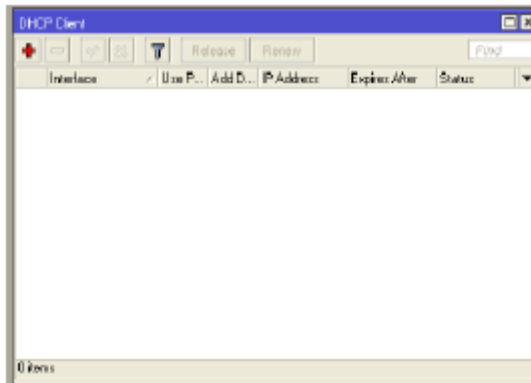 DHCP Client
Release Renew Find
Interface Use P... Add D... IP Address Expires After Status
0 items